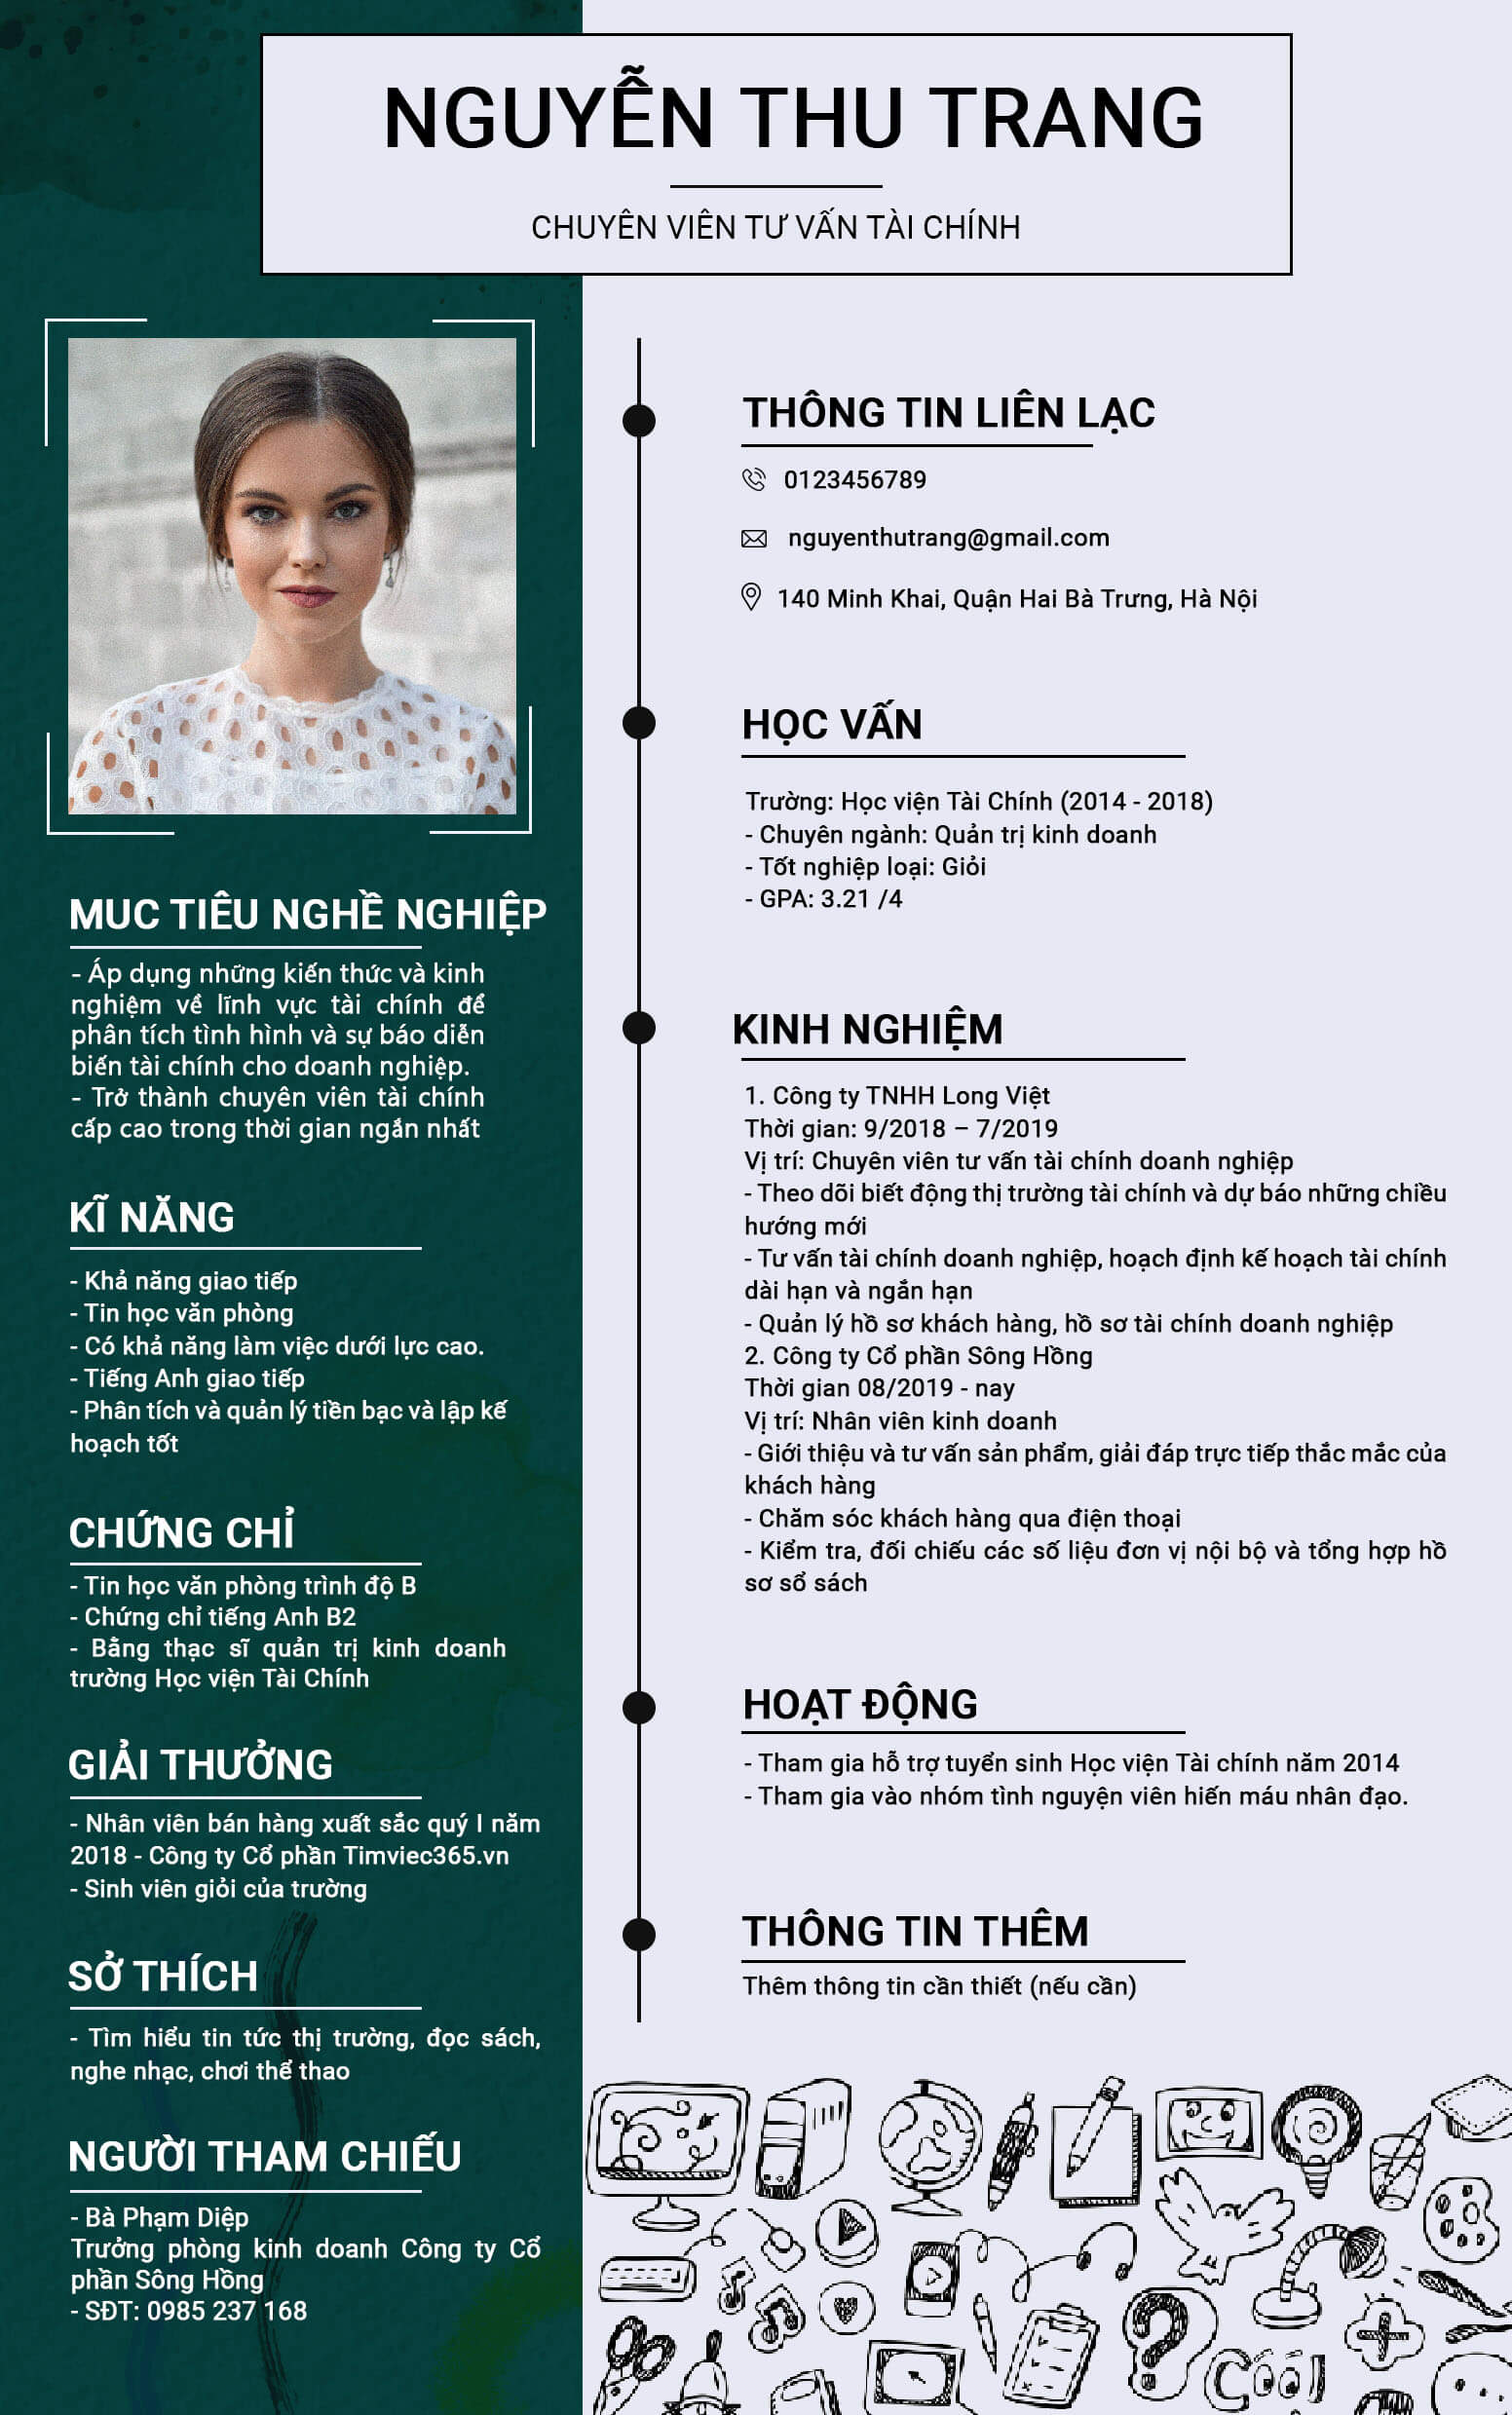 NGUYỄN THU TRANG
CHUYÊN VIÊN TƯ VẤN TÀI CHÍNH
MUC TIÊU NGHỀ NGHIỆP
- Áp dụng những kiến thức và kinh
nghiệm về lĩnh vực tài chính để
phân tích tình hình và sự báo diễn
biến tài chính cho doanh nghiệp.
- Trở thành chuyên viên tài chính
cấp cao trong thời gian ngắn nhất
KĨ NĂNG
- Khả năng giao tiếp
- Tin học văn phòng
- Có khả năng làm việc dưới lực cao.
- Tiếng Anh giao tiếp
- Phân tích và quản lý tiền bạc và lập kế
hoạch tốt
CHỨNG CHỈ
- Tin học văn phòng trình độ B
- Chứng chỉ tiếng Anh B2
- Bằng thạc sĩ quản trị kinh doanh
trường Học viện Tài Chính
GIẢI THƯỞNG
- Nhân viên bán hàng xuất sắc quý I năm
2018 - Công ty Cổ phần Timviec365.vn
- Sinh viên giỏi của trường
SỞ THÍCH
- Tìm hiểu tin tức thị trường, đọc sách,
nghe nhạc, chơi thể thao
NGƯỜI THAM CHIẾU
- Bà Phạm Diệp
Trưởng phòng kinh doanh Công ty Cổ
phần Sông Hồng
- SĐT: 0985 237 168
THÔNG TIN LIÊN LẠC
0123456789
nguyenthutrang@gmail.com
140 Minh Khai, Quận Hai Bà Trưng, Hà Nội
HỌC VẤN
Trường: Học viện Tài Chính (2014 - 2018)
- Chuyên ngành: Quản trị kinh doanh
- Tốt nghiệp loại: Giỏi
- GPA: 3.21 /4
KINH NGHIỆM
1. Công ty TNHH Long Việt
Thời gian: 9/2018 – 7/2019
Vị trí: Chuyên viên tư vấn tài chính doanh nghiệp
- Theo dõi biết động thị trường tài chính và dự báo những chiều
hướng mới
- Tư vấn tài chính doanh nghiệp, hoạch định kế hoạch tài chính
dài hạn và ngắn hạn
- Quản lý hồ sơ khách hàng, hồ sơ tài chính doanh nghiệp
2. Công ty Cổ phần Sông Hồng
Thời gian 08/2019 - nay
Vị trí: Nhân viên kinh doanh
- Giới thiệu và tư vấn sản phẩm, giải đáp trực tiếp thắc mắc của
khách hàng
- Chăm sóc khách hàng qua điện thoại
- Kiểm tra, đối chiếu các số liệu đơn vị nội bộ và tổng hợp hồ
sơ sổ sách
HOẠT ĐỘNG
- Tham gia hỗ trợ tuyển sinh Học viện Tài chính năm 2014
- Tham gia vào nhóm tình nguyện viên hiến máu nhân đạo.
THÔNG TIN THÊM
Thêm thông tin cần thiết (nếu cần)
Cool